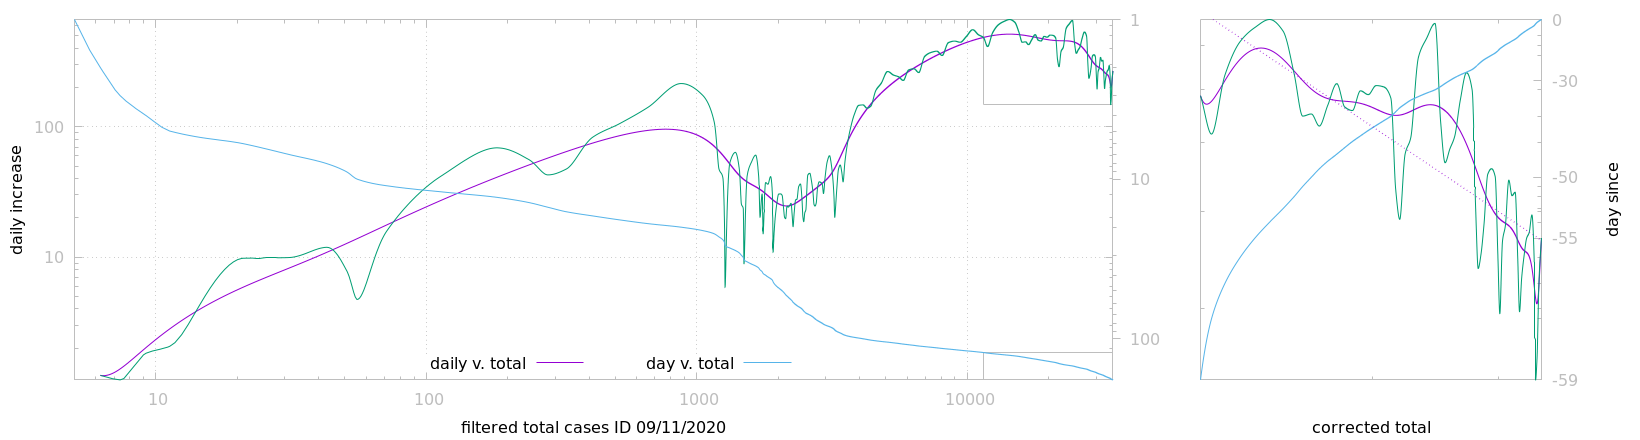 1
0
-30
100
10
-50
-55
10
100
-59
daily increase
day since
daily v. total
day v. total
10
100
1000
10000
filtered total cases ID 09/11/2020
corrected total